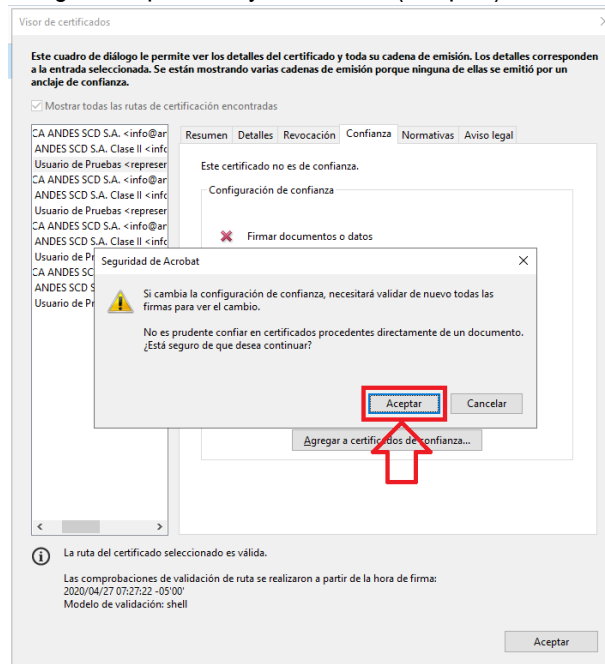 Visor de certificados
Este cuadro de diálogo le permite ver los detalles del certificado y toda su cadena de emisión. Los detalles corresponden
a la entrada seleccionada. Se están mostrando varias cadenas de emisión porque ninguna de ellas se emitió por un
anclaje de confianza.
Mostrar todas las rutas de certificación encontradas
CA ANDES SCD S.A. <info@an
ANDES SCD S.A. Clase II <info
Usuario de Pruebas <represer
CA ANDES SCD S.A. <info@an
ANDES SCD S.A. Clase II <info
Usuario de Pruebas <represer
CA ANDES SCD S.A. <info@an
ANDES SCD S.A. Clase II <info
Usuario de Pr
CA ANDES SC
ANDES SCD S
Usuario de Pr
Resumen Detalles Revocación Confianza Normativas Aviso legal
Este certificado no es de confianza.
Configuración de confianza
Firmar documentos o datos
Seguridad de Acrobat
Si cambia la configuración de confianza, necesitará validar de nuevo todas las
firmas para ver el cambio.
No es prudente confiar en certificados procedentes directamente de un documento.
¿Está seguro de que desea continuar?
Aceptar Cancelar
Agregar a certificados de confianza...
La ruta del certificado seleccionado es válida.
Las comprobaciones de validación de ruta se realizaron a partir de la hora de firma:
2020/04/27 07:27:22 -05'00'
Modelo de validación: shell
Aceptar